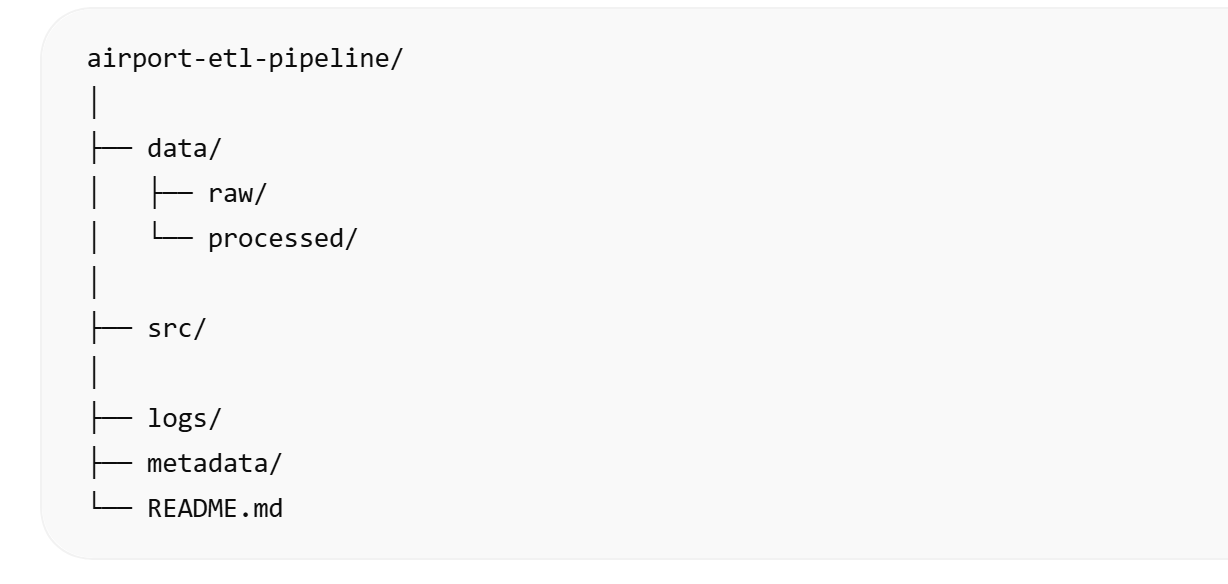 airport-etl-pipeline/
│
├── data/
│   ├── raw/
│   └── processed/
│
├── src/
│
├── logs/
├── metadata/
└── README.md